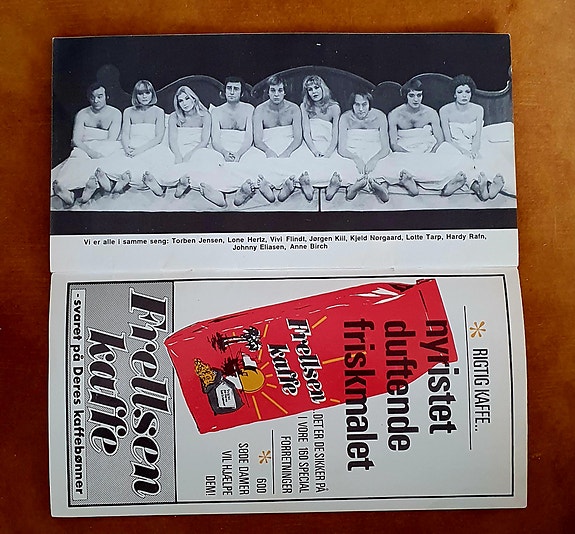 Vi er alle i samme seng: Torben Jensen, Lone Hertz, Vivi Flindt, Jørgen Kiil, Kjeld Nørgaard, Lotte Tarp, Hardy Rafn,
Johnny Eliasen, Anne Birch
* RIGTIG KAFFE..
nyristet
duftende
friskmalet
Frellsen
kaffe
..DET ER DE SIKKER PÅ
I VORE 160 SPECIAL
FORRETNINGER
* 600
SØDE DAMER
VIL HJÆLPE
DEM!
Frellsen
kaffe
- svaret på Deres kaffebønner